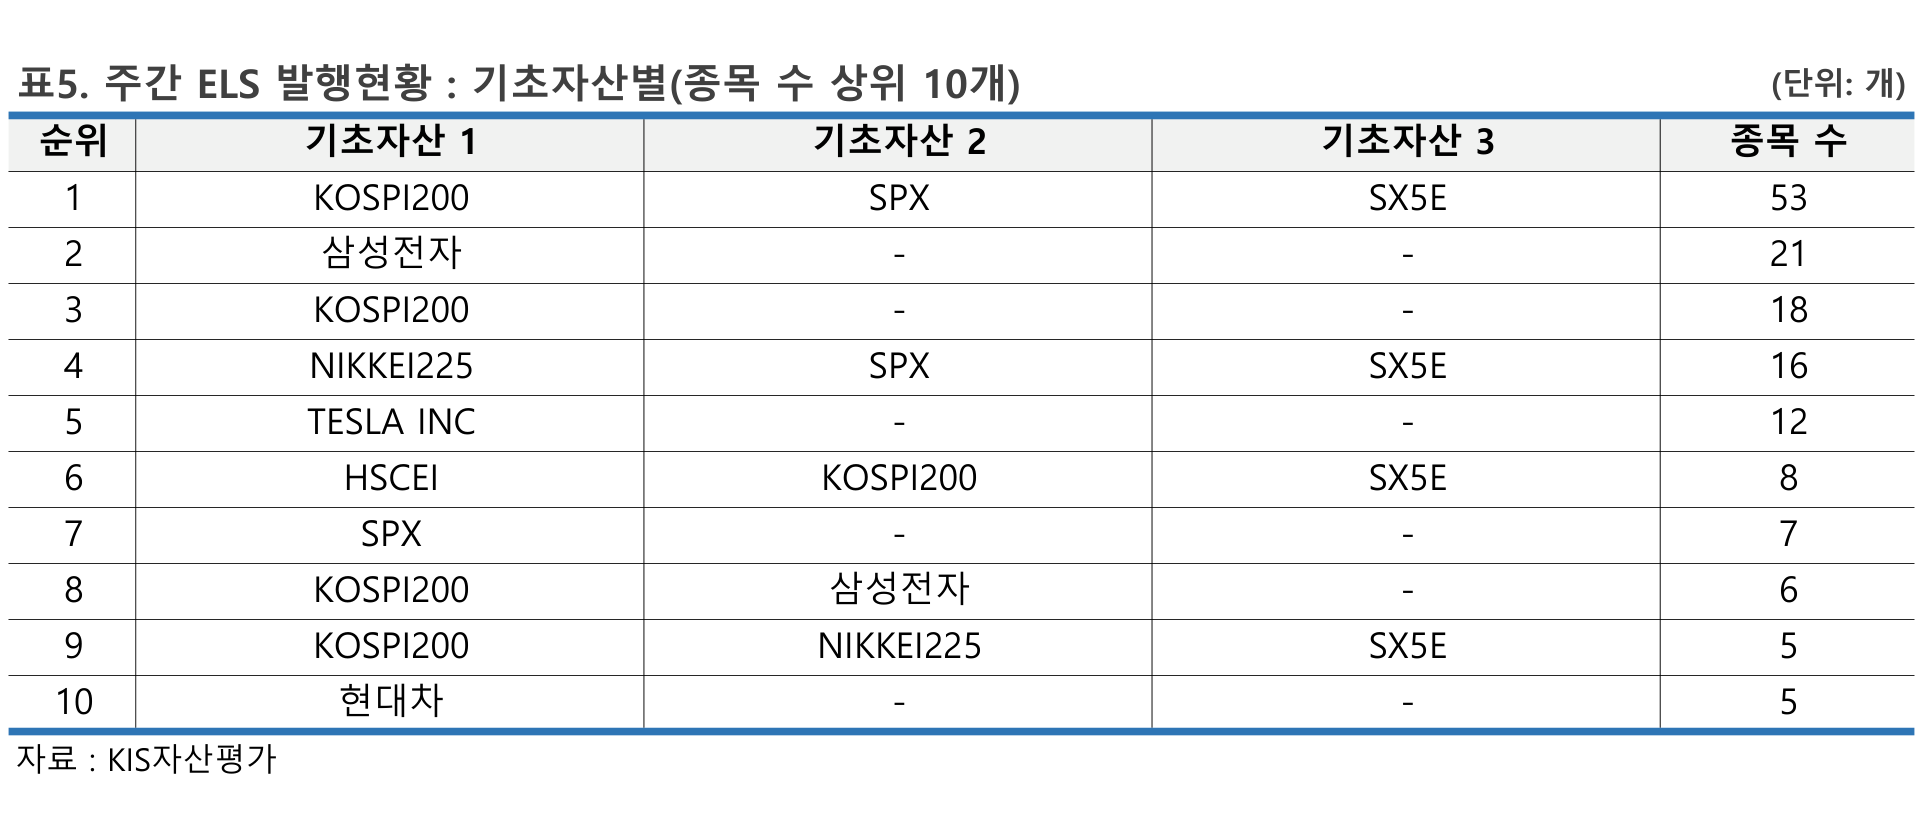 표5. 주간 ELS 발행현황 : 기초자산별(종목 수 상위 10개) (단위: 개)
순위 기초자산 1 기초자산 2 기초자산 3 종목 수
1 KOSPI200 SPX SX5E 53
2 삼성전자 - - 21
3 KOSPI200 - - 18
4 NIKKEI225 SPX SX5E 16
5 TESLA INC - - 12
6 HSCEI KOSPI200 SX5E 8
7 SPX - - 7
8 KOSPI200 삼성전자 - 6
9 KOSPI200 NIKKEI225 SX5E 5
10 현대차 - - 5
자료 : KIS자산평가